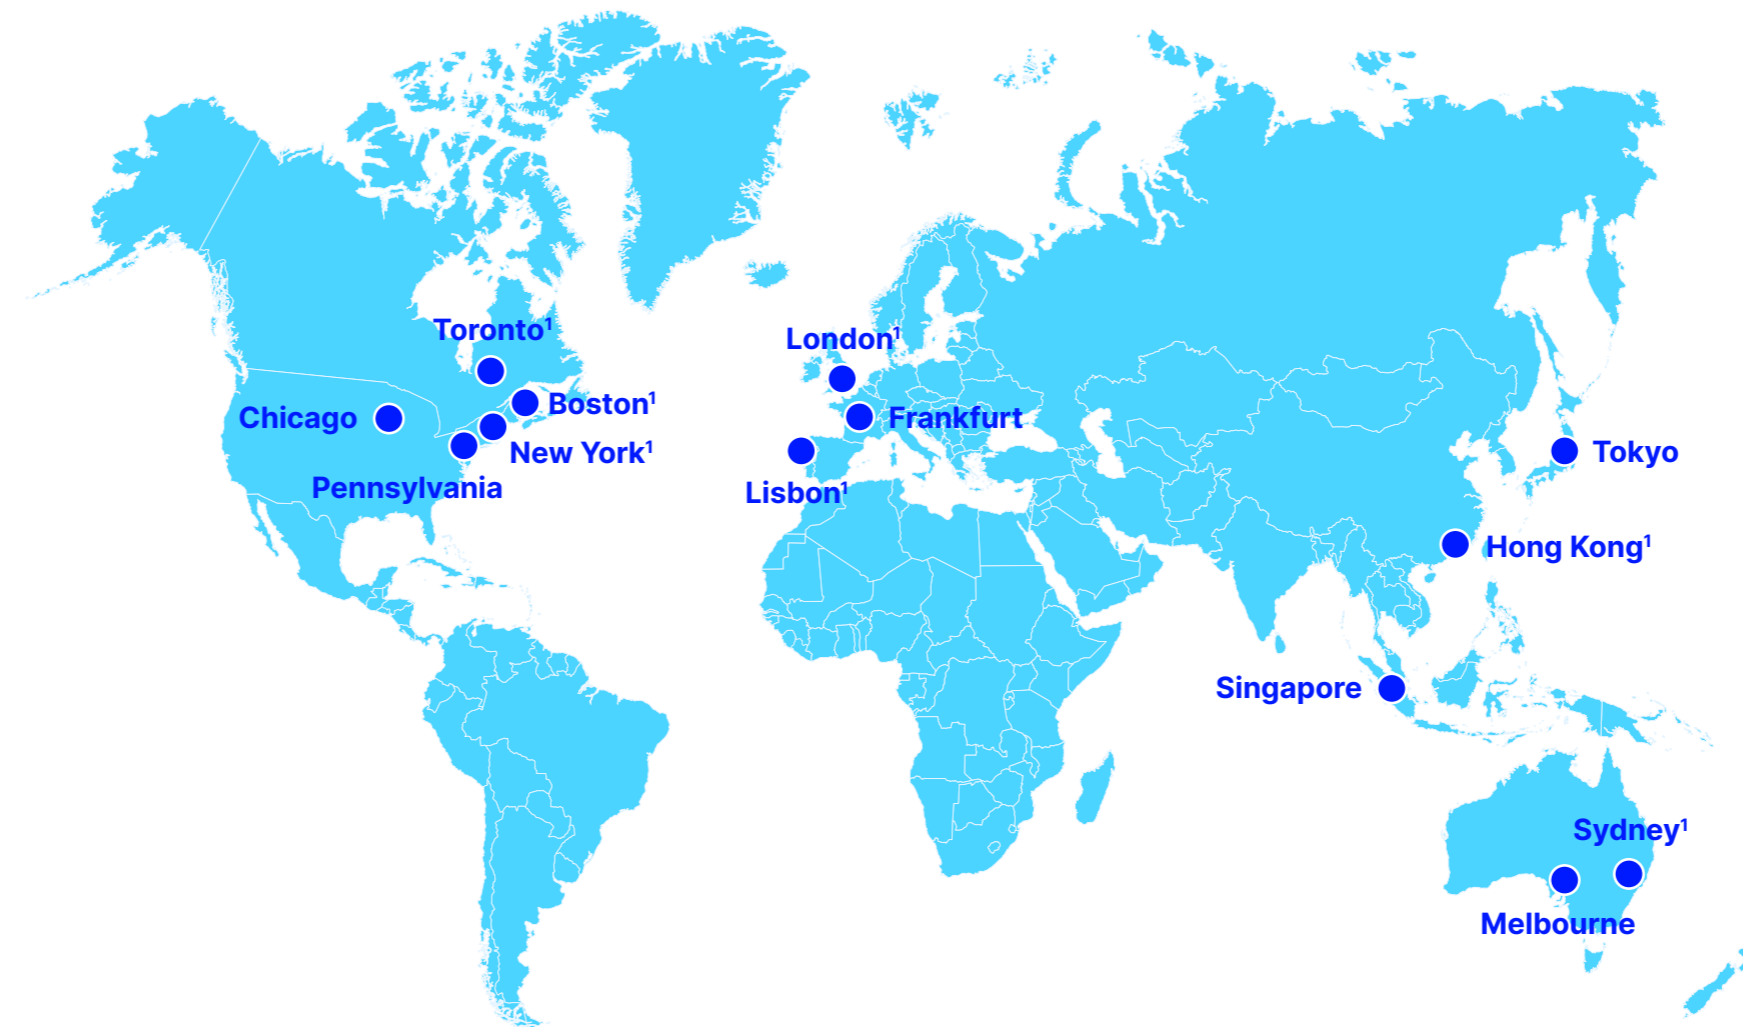 Toronto¹
London¹
Boston¹
Chicago
Frankfurt
New York¹
Tokyo
Pennsylvania
Lisbon¹
Hong Kong¹
Singapore
Sydney¹
Melbourne